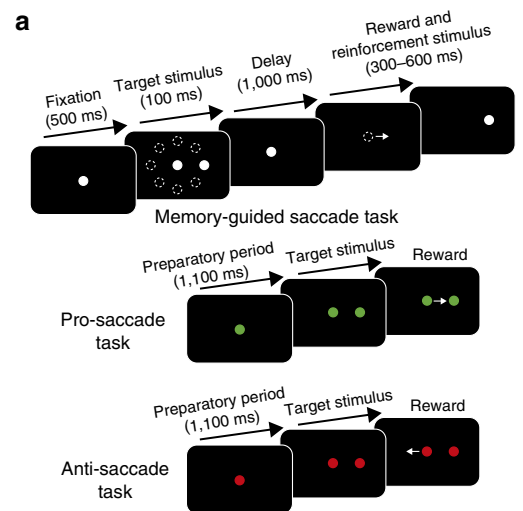 a
Fixation
(500 ms)
Target stimulus
(100 ms)
Delay
(1,000 ms)
Reward and
reinforcement stimulus
(300–600 ms)
Memory-guided saccade task
Preparatory period
(1,100 ms)
Target stimulus
Reward
Pro-saccade
task
Preparatory period
(1,100 ms)
Target stimulus
Reward
Anti-saccade
task